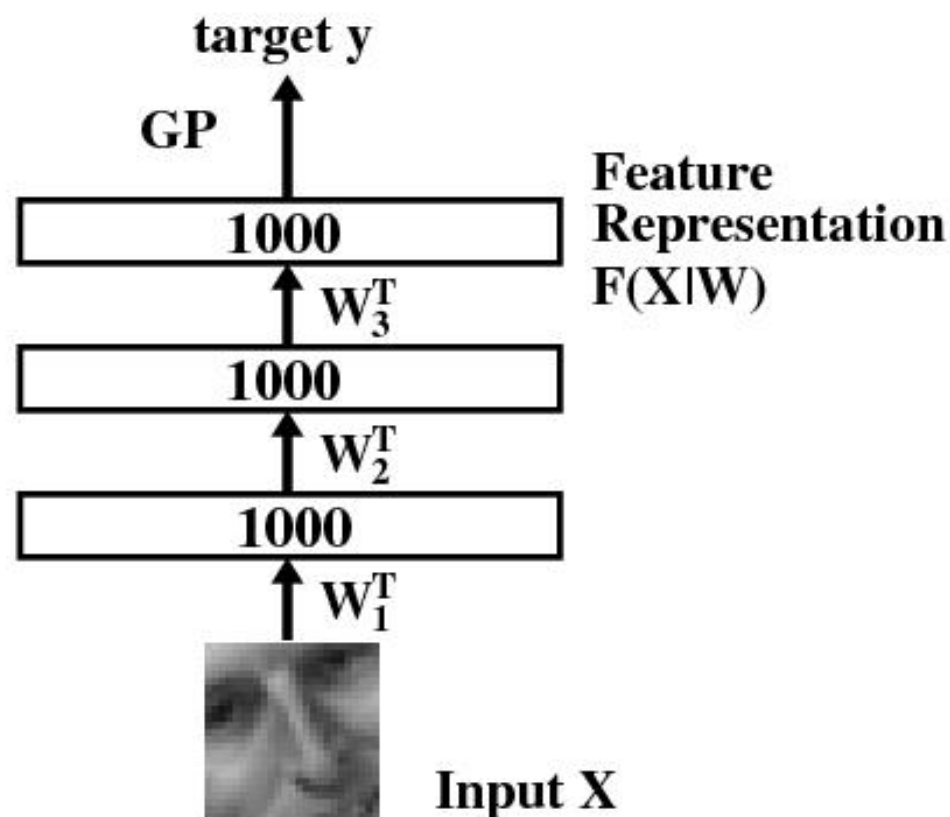 target y
GP
Feature
Representation
F(X|W)
1000
W₃ᵀ
1000
W₂ᵀ
1000
W₁ᵀ
Input X